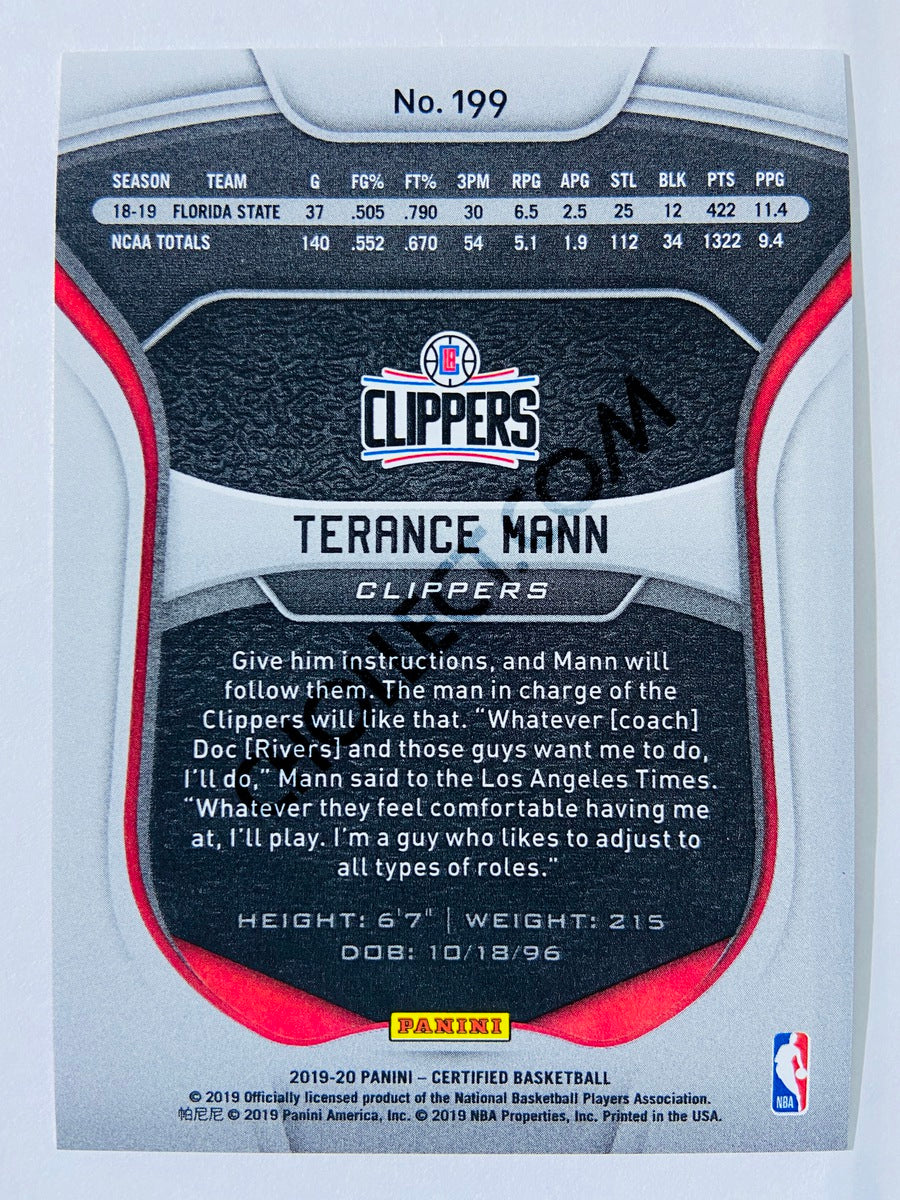 No. 199
SEASON TEAM G FG% FT% 3PM RPG APG STL BLK PTS PPG
18-19 FLORIDA STATE 37 .505 .790 30 6.5 2.5 25 12 422 11.4
NCAA TOTALS 140 .552 .670 54 5.1 1.9 112 34 1322 9.4
CLIPPERS
TERANCE MANN
CLIPPERS
Give him instructions, and Mann will
follow them. The man in charge of the
Clippers will like that. “Whatever [coach]
Doc [Rivers] and those guys want me to do,
I’ll do,” Mann said to the Los Angeles Times.
“Whatever they feel comfortable having me
at, I’ll play. I’m a guy who likes to adjust to
all types of roles.”
HEIGHT: 6'7" | WEIGHT: 215
DOB: 10/18/96
PANINI
2019-20 PANINI – CERTIFIED BASKETBALL
© 2019 Officially licensed product of the National Basketball Players Association.
帕尼尼 © 2019 Panini America, Inc. © 2019 NBA Properties, Inc. Printed in the USA.
NBA